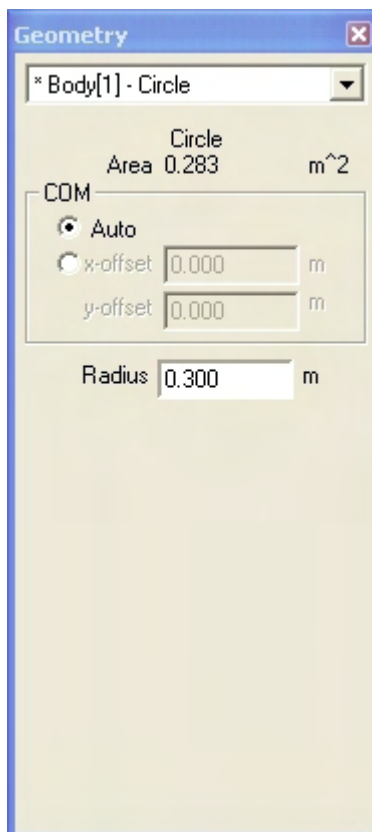 Geometry
* Body[1] - Circle
Circle
Area 0.283 m^2
COM
Auto
x-offset 0.000 m
y-offset 0.000 m
Radius 0.300 m